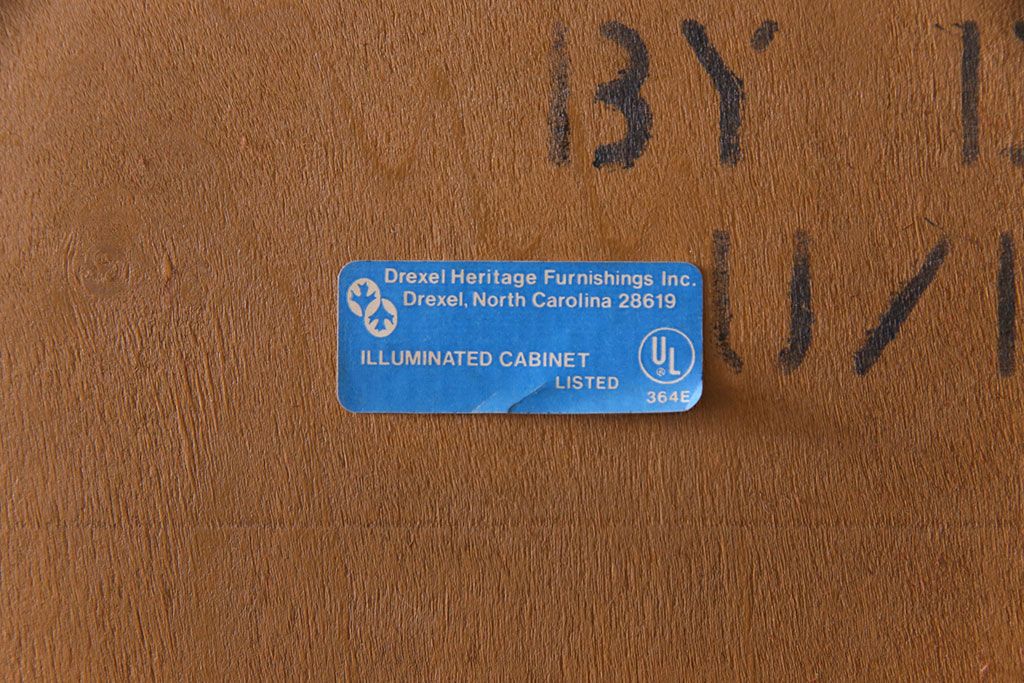 BY
U/
Drexel Heritage Furnishings Inc.
Drexel, North Carolina 28619
ILLUMINATED CABINET
LISTED
UL
®
364E